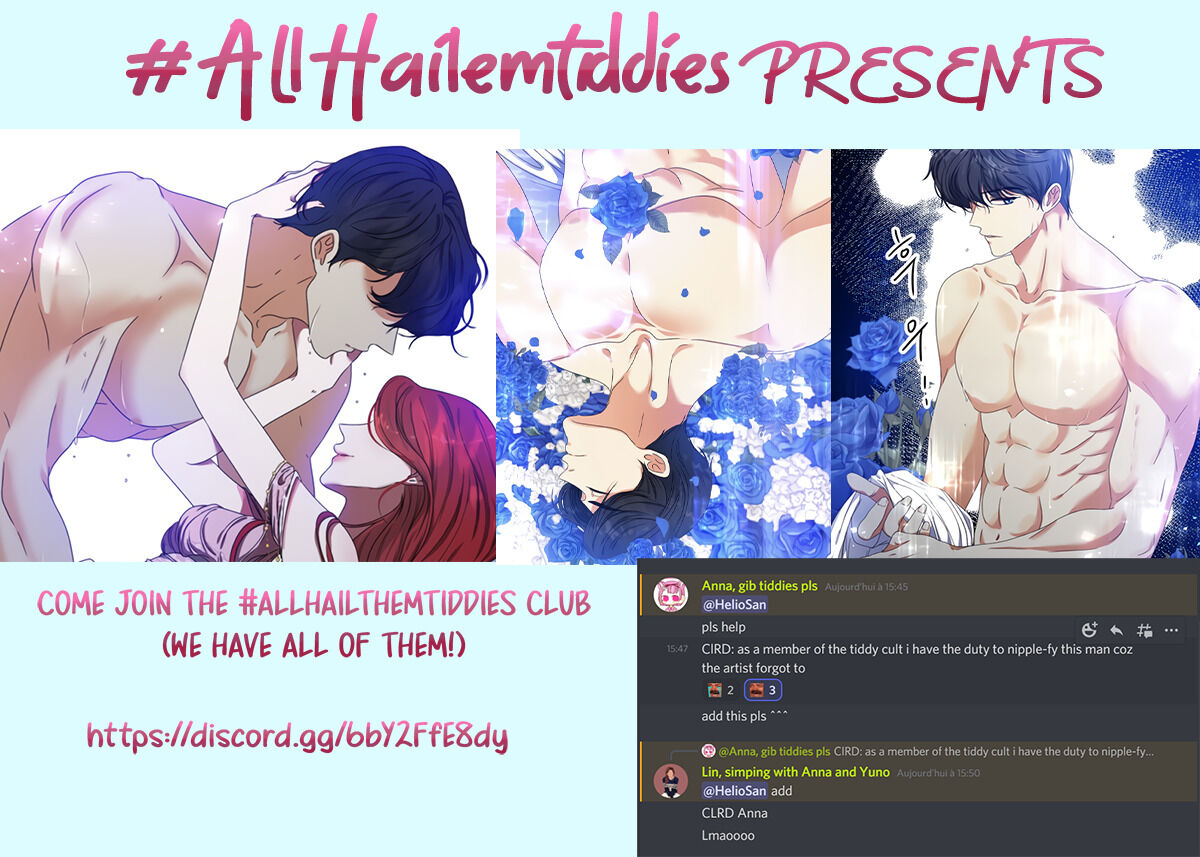 #AllHailemtiddies PRESENTS
후
우
..!
COME JOIN THE #ALLHAILTHEMTIDDIES CLUB
(WE HAVE ALL OF THEM!)
https://discord.gg/bbY2FfE8dy
Anna, gib tiddies pls Aujourd'hui à 15:45
@HelioSan
pls help
15:47 ClRD: as a member of the tiddy cult i have the duty to nipple-fy this man coz
the artist forgot to
2 3
add this pls ^^^
@Anna, gib tiddies pls ClRD: as a member of the tiddy cult i have the duty to nipple-fy...
Lin, simping with Anna and Yuno Aujourd'hui à 15:50
@HelioSan add
CLRD Anna
Lmaoooo